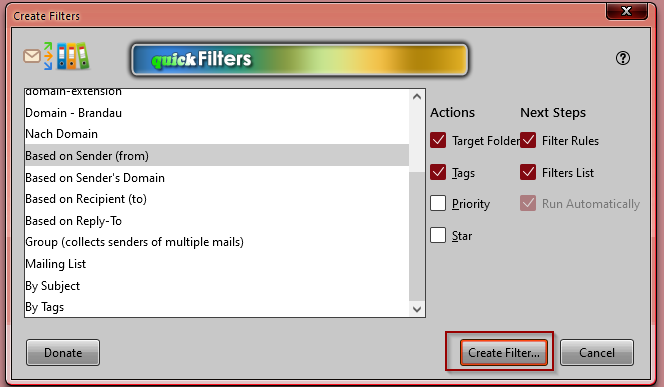 Create Filters
quickFilters
domain-extension
Domain - Brandau
Nach Domain
Based on Sender (from)
Based on Sender's Domain
Based on Recipient (to)
Based on Reply-To
Group (collects senders of multiple mails)
Mailing List
By Subject
By Tags
Actions
Target Folder
Tags
Priority
Star
Next Steps
Filter Rules
Filters List
Run Automatically
Donate
Create Filter...
Cancel